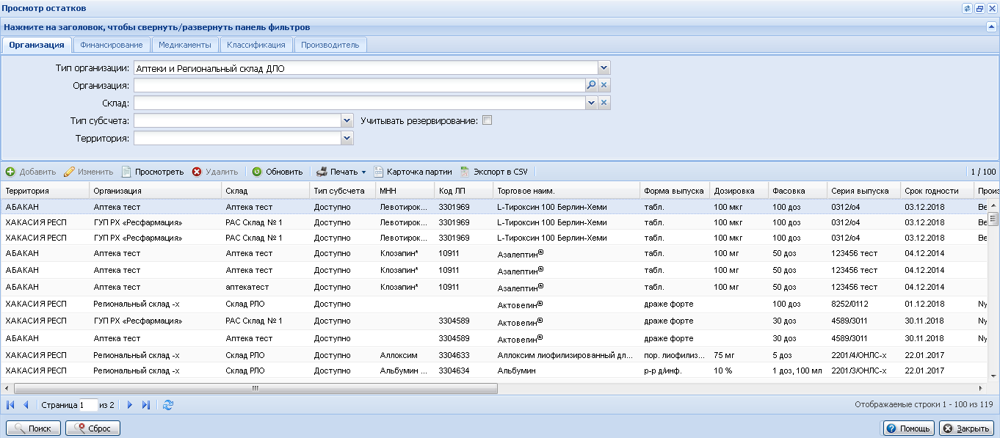 Просмотр остатков
Нажмите на заголовок, чтобы свернуть/развернуть панель фильтров
Организация Финансирование Медикаменты Классификация Производитель
Тип организации: Аптеки и Региональный склад ДЛО
Организация:
Склад:
Тип субсчета: Учитывать резервирование:
Территория:
Добавить Изменить Просмотреть Удалить Обновить Печать Карточка партии Экспорт в CSV 1 / 100
Территория Организация Склад Тип субсчета МНН Код ЛП Торговое наим. Форма выпуска Дозировка Фасовка Серия выпуска Срок годности Произ
АБАКАН Аптека тест Аптека тест Доступно Левотирок... 3301969 L-Тироксин 100 Берлин-Хеми табл. 100 мкг 100 доз 0312/о4 03.12.2018 Ве
ХАКАСИЯ РЕСП ГУП РХ «Ресфармация» РАС Склад № 1 Доступно Левотирок... 3301969 L-Тироксин 100 Берлин-Хеми табл. 100 мкг 100 доз 0312/о4 03.12.2018 Ве
ХАКАСИЯ РЕСП ГУП РХ «Ресфармация» РАС Склад № 1 Доступно Левотирок... 3301969 L-Тироксин 100 Берлин-Хеми табл. 100 мкг 100 доз 0312/о4 03.12.2018 Ве
АБАКАН Аптека тест Аптека тест Доступно Клозапин* 10911 Азалептин® табл. 100 мг 50 доз 123456 тест 04.12.2014
АБАКАН Аптека тест Аптека тест Доступно Клозапин* 10911 Азалептин® табл. 100 мг 50 доз 123456 тест 04.12.2014
АБАКАН Аптека тест аптекатест Доступно Клозапин* 10911 Азалептин® табл. 100 мг 50 доз 123456 тест 04.12.2014
ХАКАСИЯ РЕСП Региональный склад -х Склад РЛО Доступно Актовегин® драже форте 100 доз 8252/0112 01.12.2018 Ny
ХАКАСИЯ РЕСП ГУП РХ «Ресфармация» РАС Склад № 1 Доступно 3304589 Актовегин® драже форте 30 доз 4589/3011 30.11.2018 Ny
АБАКАН Аптека тест Аптека тест Доступно 3304589 Актовегин® драже форте 30 доз 4589/3011 30.11.2018 Ny
ХАКАСИЯ РЕСП Региональный склад -х Склад РЛО Доступно Аллоксим 3304633 Аллоксим лиофилизированный дл... пор. лиофилиз... 75 мг 5 доз 2201/4/ОНЛС-х 22.01.2017
ХАКАСИЯ РЕСП Региональный склад -х Склад РЛО Доступно Альбумин ... 3304634 Альбумин р-р д/инф. 10 % 1 доз, 100 мл 2201/3/ОНЛС-х 22.01.2017
Страница 1 из 2 Отображаемые строки 1 - 100 из 119
Поиск Сброс Помощь Закрыть